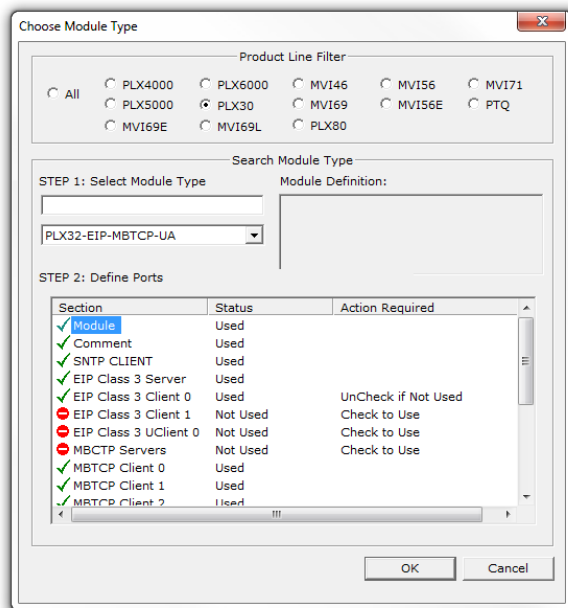 Choose Module Type
Product Line Filter
All
PLX4000 PLX6000 MVI46 MVI56 MVI71
PLX5000 PLX30 MVI69 MVI56E PTQ
MVI69E MVI69L PLX80
Search Module Type
STEP 1: Select Module Type Module Definition:
PLX32-EIP-MBTCP-UA
STEP 2: Define Ports
Section Status Action Required
Module Used
Comment Used
SNTP CLIENT Used
EIP Class 3 Server Used
EIP Class 3 Client 0 Used UnCheck if Not Used
EIP Class 3 Client 1 Not Used Check to Use
EIP Class 3 UClient 0 Not Used Check to Use
MBCTP Servers Not Used Check to Use
MBTCP Client 0 Used
MBTCP Client 1 Used
MBTCP Client 2 Used
OK Cancel